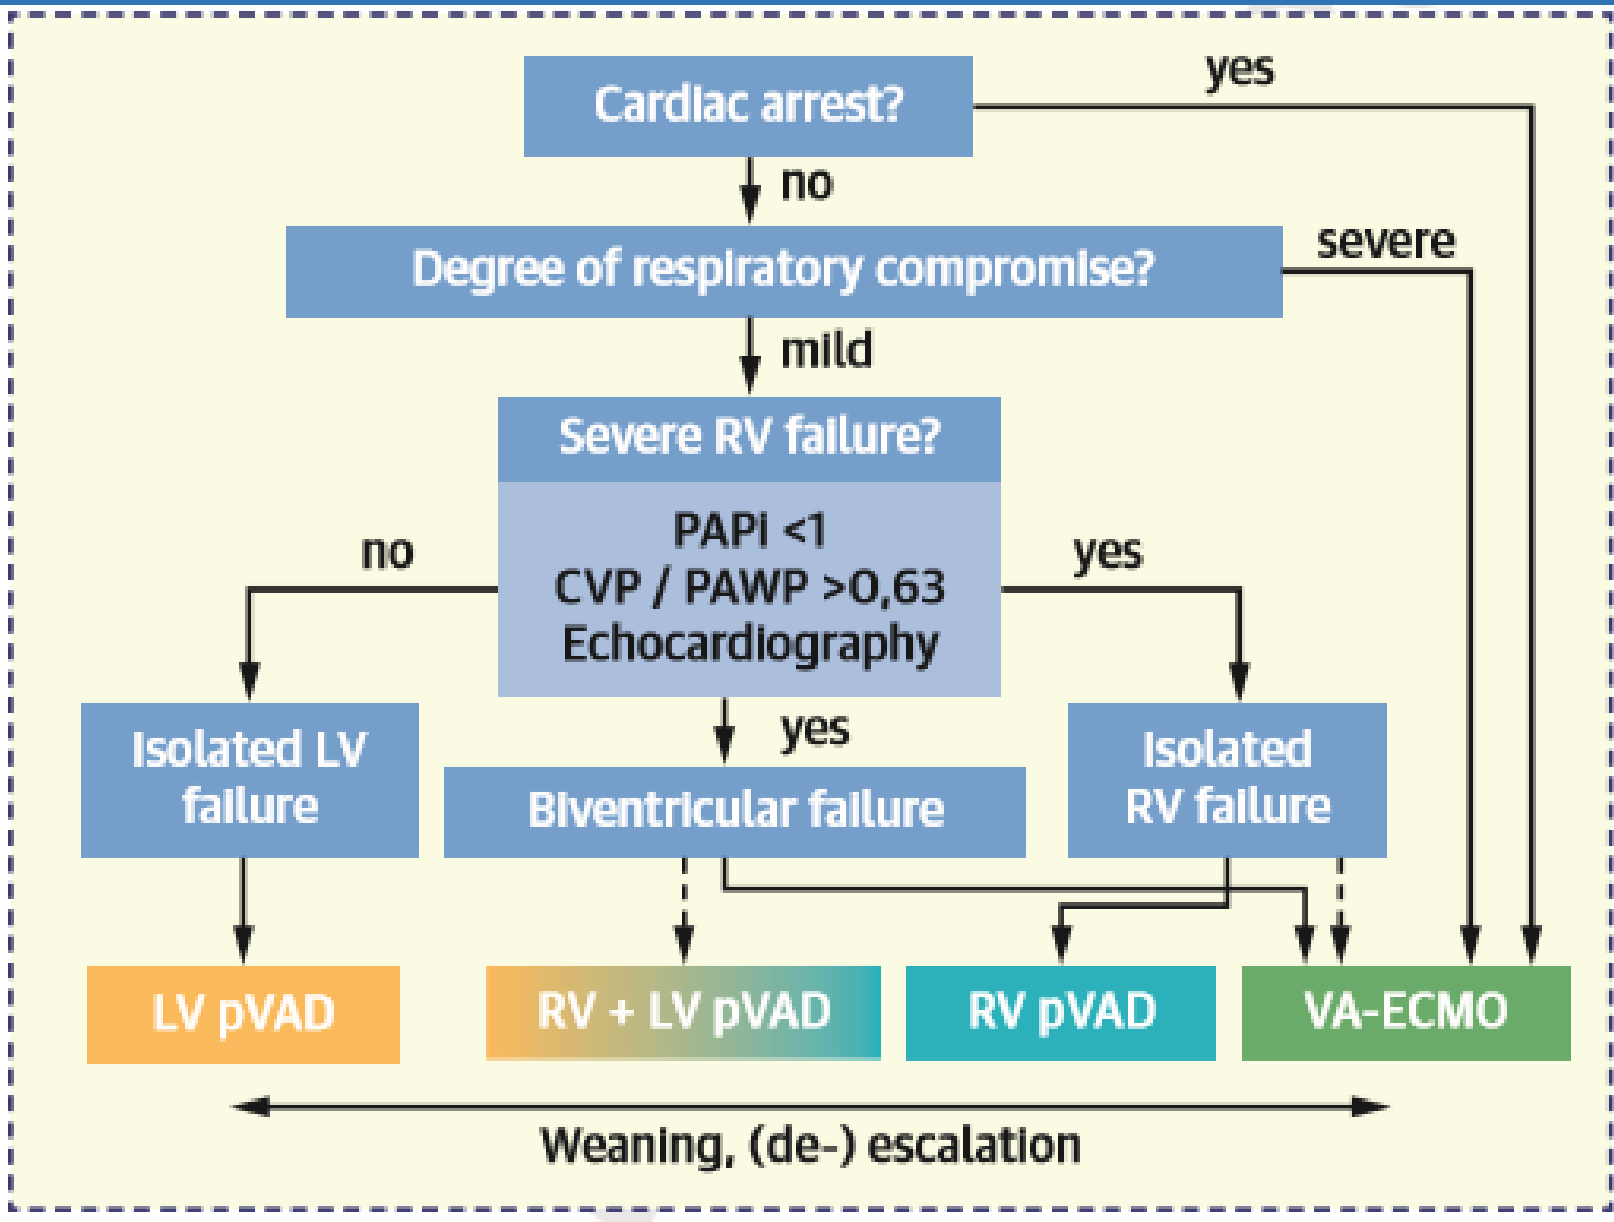 Cardiac arrest?
yes
no
Degree of respiratory compromise?
severe
mild
Severe RV failure?
PAPi <1
CVP / PAWP >0,63
Echocardiography
no
yes
yes
Isolated LV
failure
Biventricular failure
Isolated
RV failure
LV pVAD
RV + LV pVAD
RV pVAD
VA-ECMO
Weaning, (de-) escalation